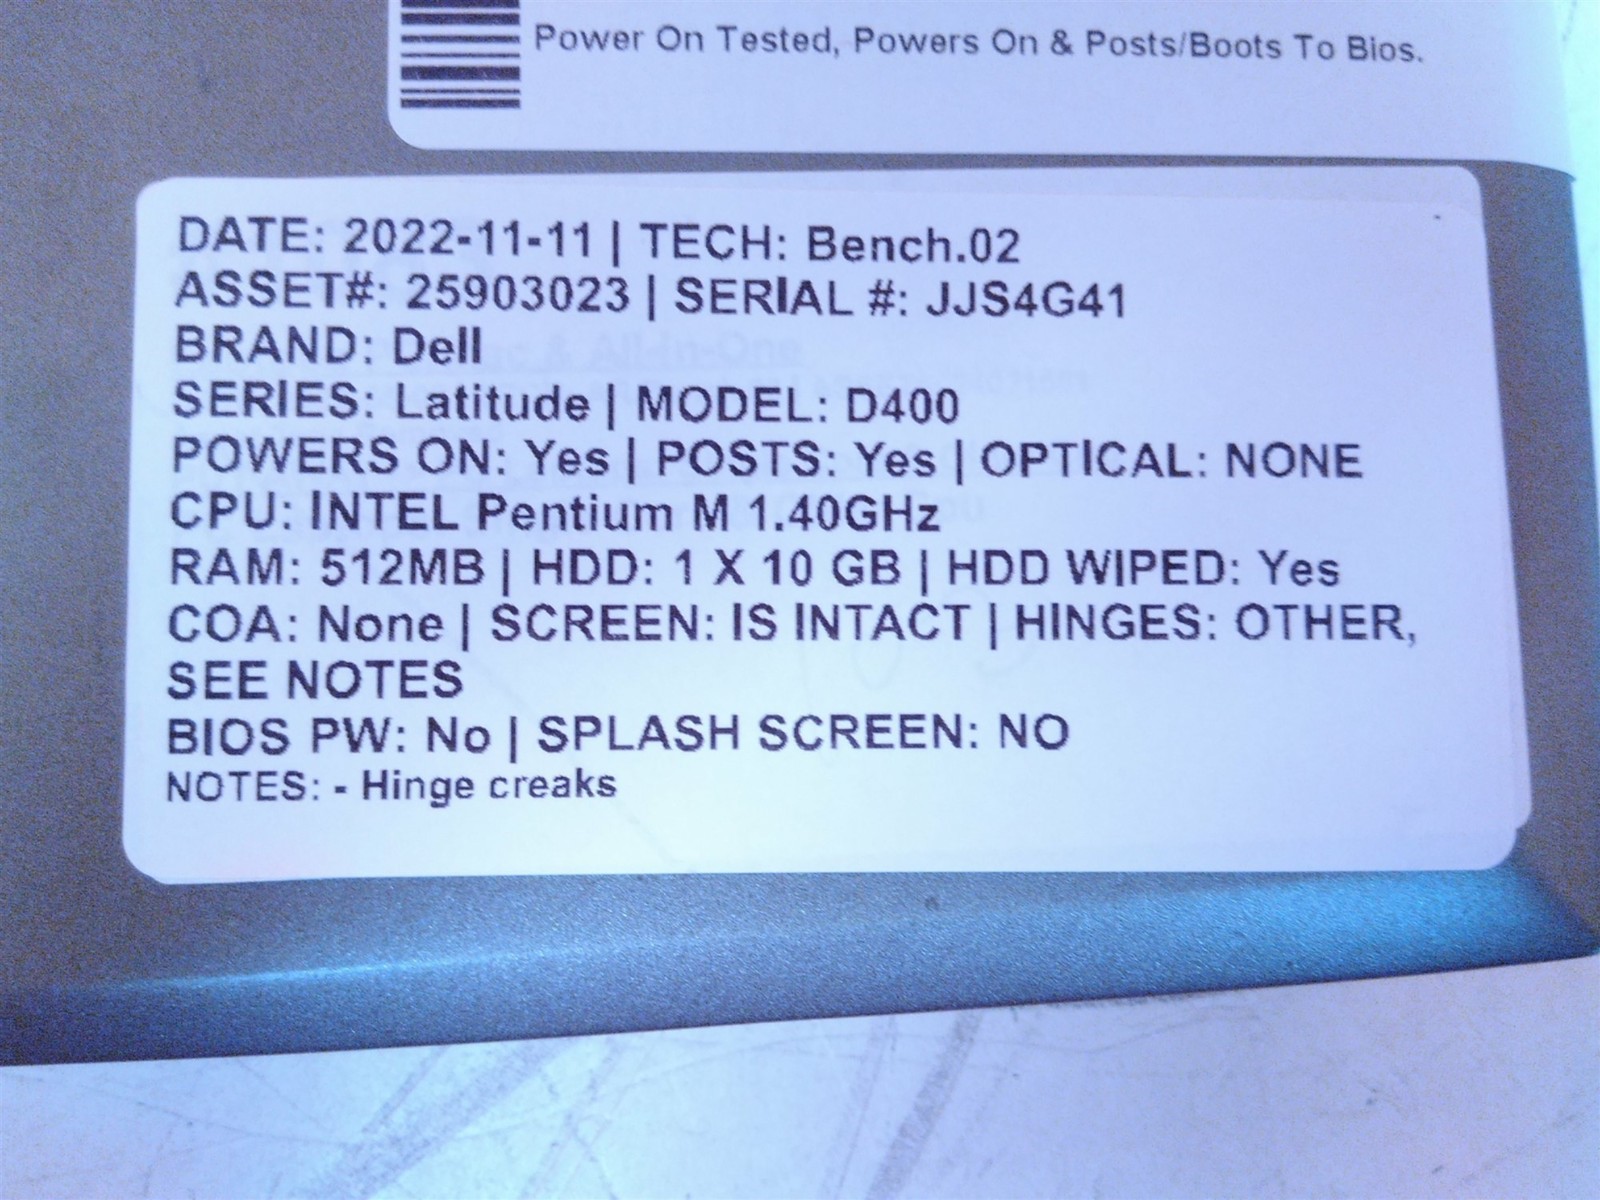 Power On Tested, Powers On & Posts/Boots To Bios.
DATE: 2022-11-11 | TECH: Bench.02
ASSET#: 25903023 | SERIAL #: JJS4G41
BRAND: Dell
SERIES: Latitude | MODEL: D400
POWERS ON: Yes | POSTS: Yes | OPTICAL: NONE
CPU: INTEL Pentium M 1.40GHz
RAM: 512MB | HDD: 1 X 10 GB | HDD WIPED: Yes
COA: None | SCREEN: IS INTACT | HINGES: OTHER,
SEE NOTES
BIOS PW: No | SPLASH SCREEN: NO
NOTES: - Hinge creaks